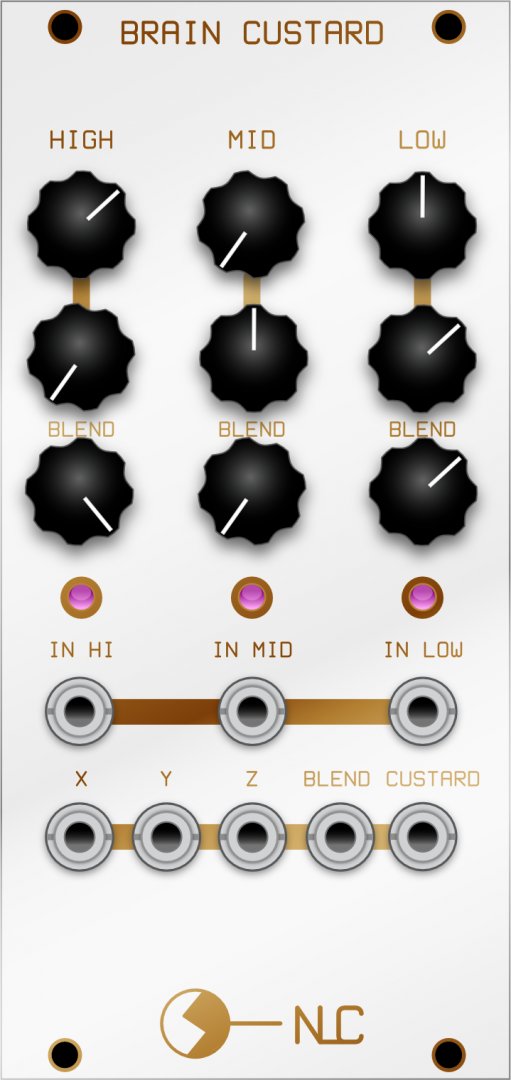 BRAIN CUSTARD
HIGH MID LOW
BLEND BLEND BLEND
IN HI IN MID IN LOW
X Y Z BLEND CUSTARD
NLC